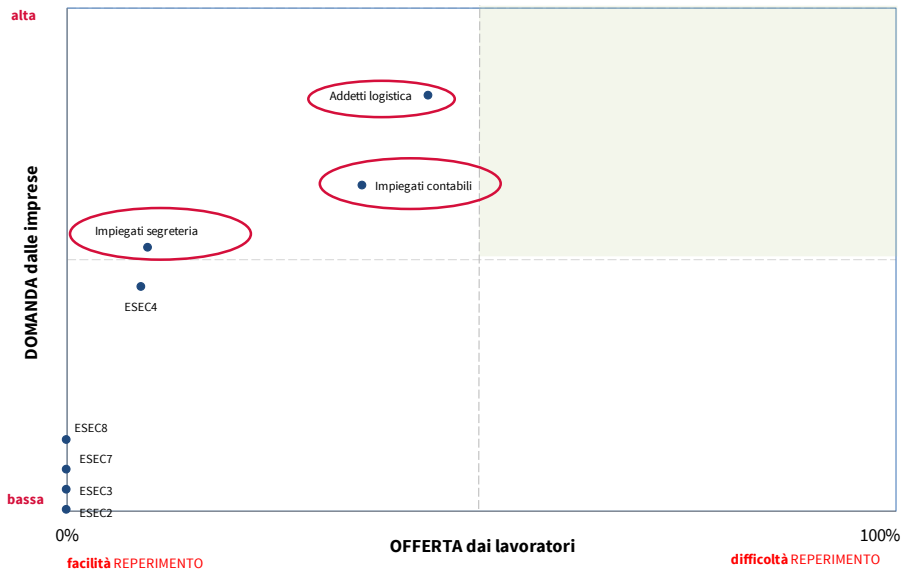 alta
Addetti logistica
Impiegati contabili
Impiegati segreteria
ESEC4
DOMANDA dalle imprese
ESEC8
ESEC7
ESEC3
ESEC2
bassa
0%
100%
OFFERTA dai lavoratori
facilità REPERIMENTO
difficoltà REPERIMENTO